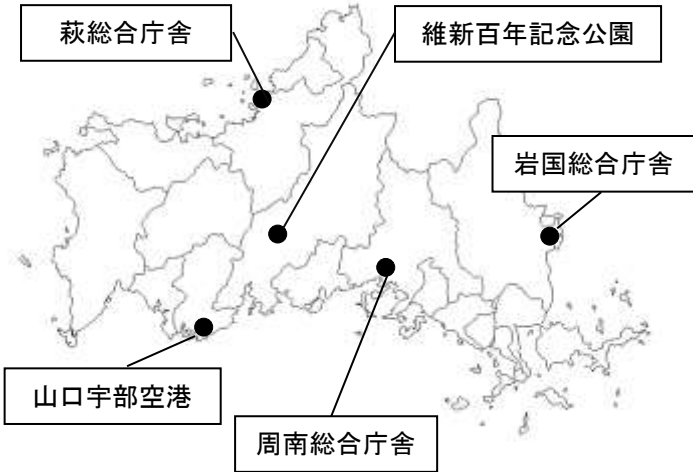 萩総合庁舎
維新百年記念公園
岩国総合庁舎
山口宇部空港
周南総合庁舎